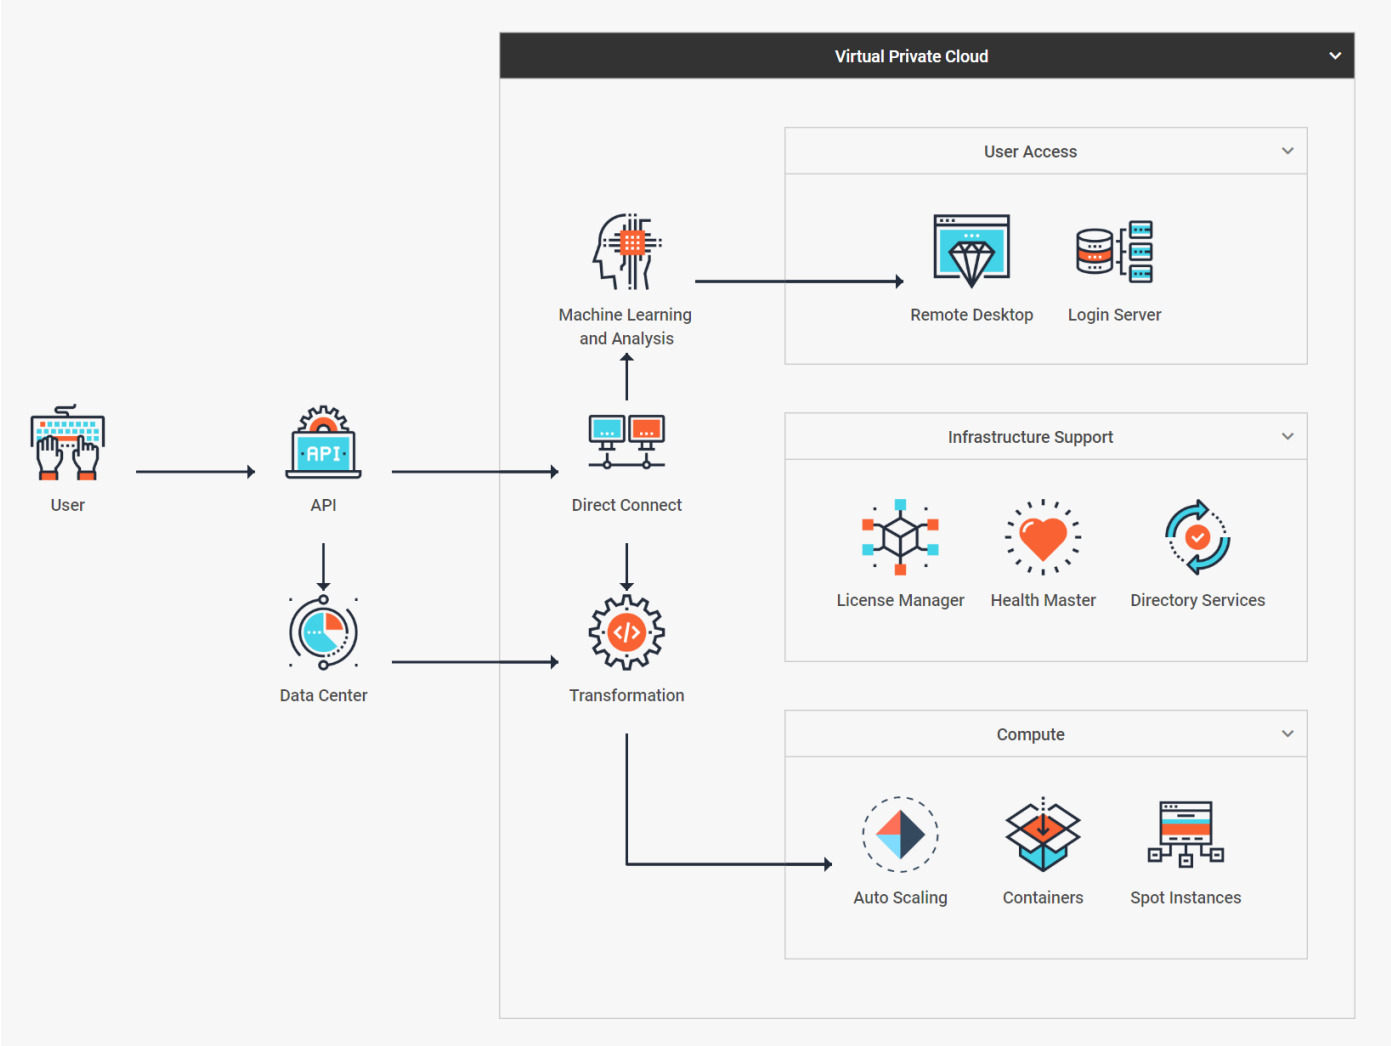 Virtual Private Cloud
User Access
Machine Learning
and Analysis
Remote Desktop
Login Server
Infrastructure Support
API
User
API
Direct Connect
License Manager
Health Master
Directory Services
</>
Data Center
Transformation
Compute
Auto Scaling
Containers
Spot Instances